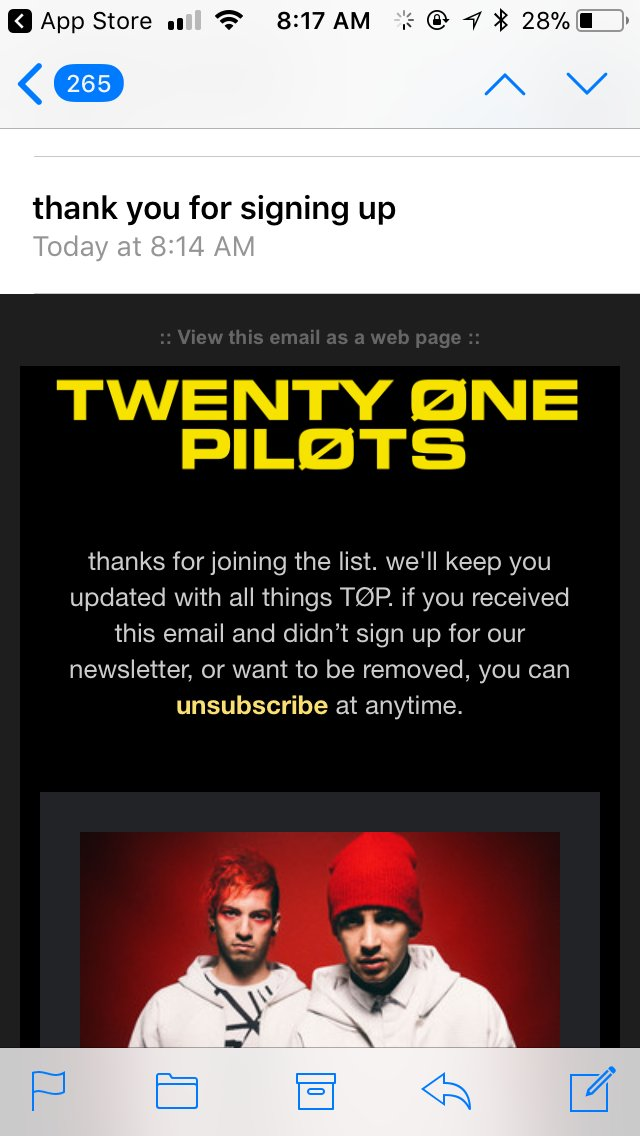 App Store 8:17 AM 28%
265
thank you for signing up
Today at 8:14 AM
:: View this email as a web page ::
TWENTY ØNE
PILØTS
thanks for joining the list. we'll keep you
updated with all things TØP. if you received
this email and didn’t sign up for our
newsletter, or want to be removed, you can
unsubscribe at anytime.